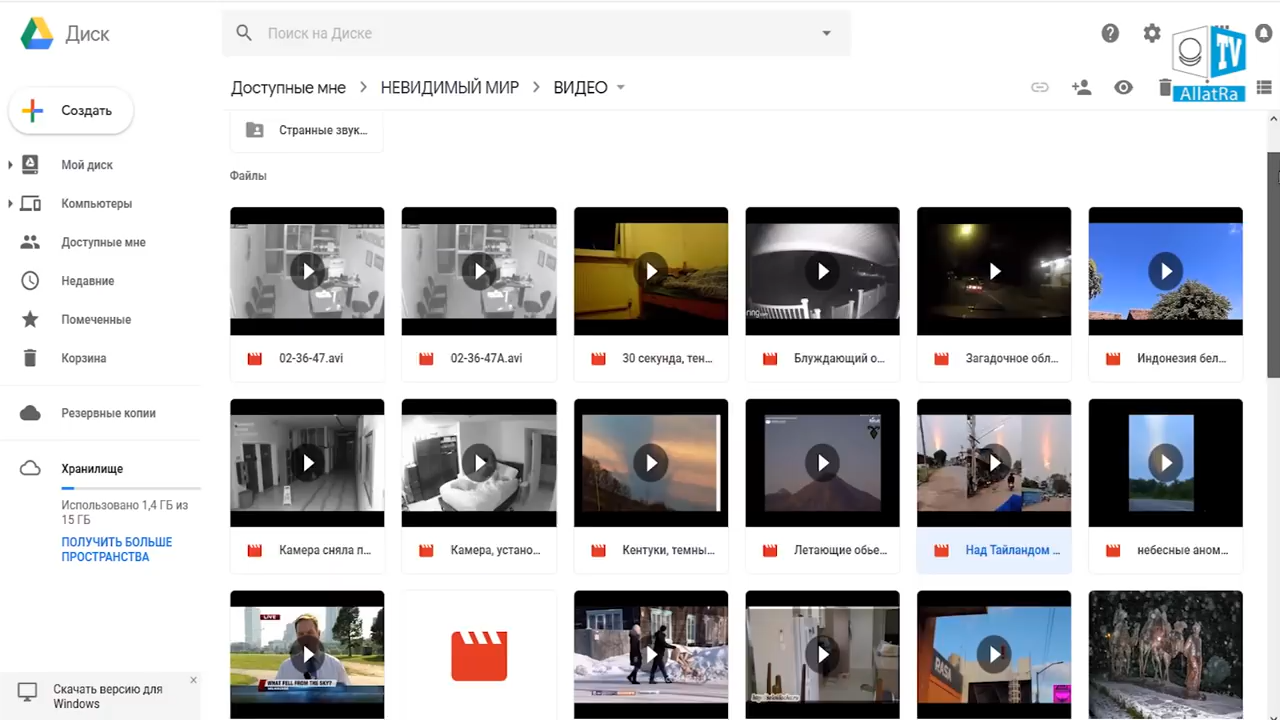 Диск
Поиск на Диске
TV
AllatRa
Создать
Доступные мне > НЕВИДИМЫЙ МИР > ВИДЕО
Странные звук...
Мой диск
Компьютеры
Доступные мне
Недавние
Помеченные
Корзина
Резервные копии
Хранилище
Использовано 1,4 ГБ из
15 ГБ
ПОЛУЧИТЬ БОЛЬШЕ
ПРОСТРАНСТВА
Скачать версию для
Windows
Файлы
02-36-47.avi
02-36-47A.avi
30 секунда, тен...
Блуждающий о...
Загадочное обл...
Индонезия бел...
Камера сняла п...
Камера, устано...
Кентуки, темны...
Летающие обье...
Над Тайландом ...
небесные аном...
LIVE
WHAT FELL FROM THE SKY?
RASA